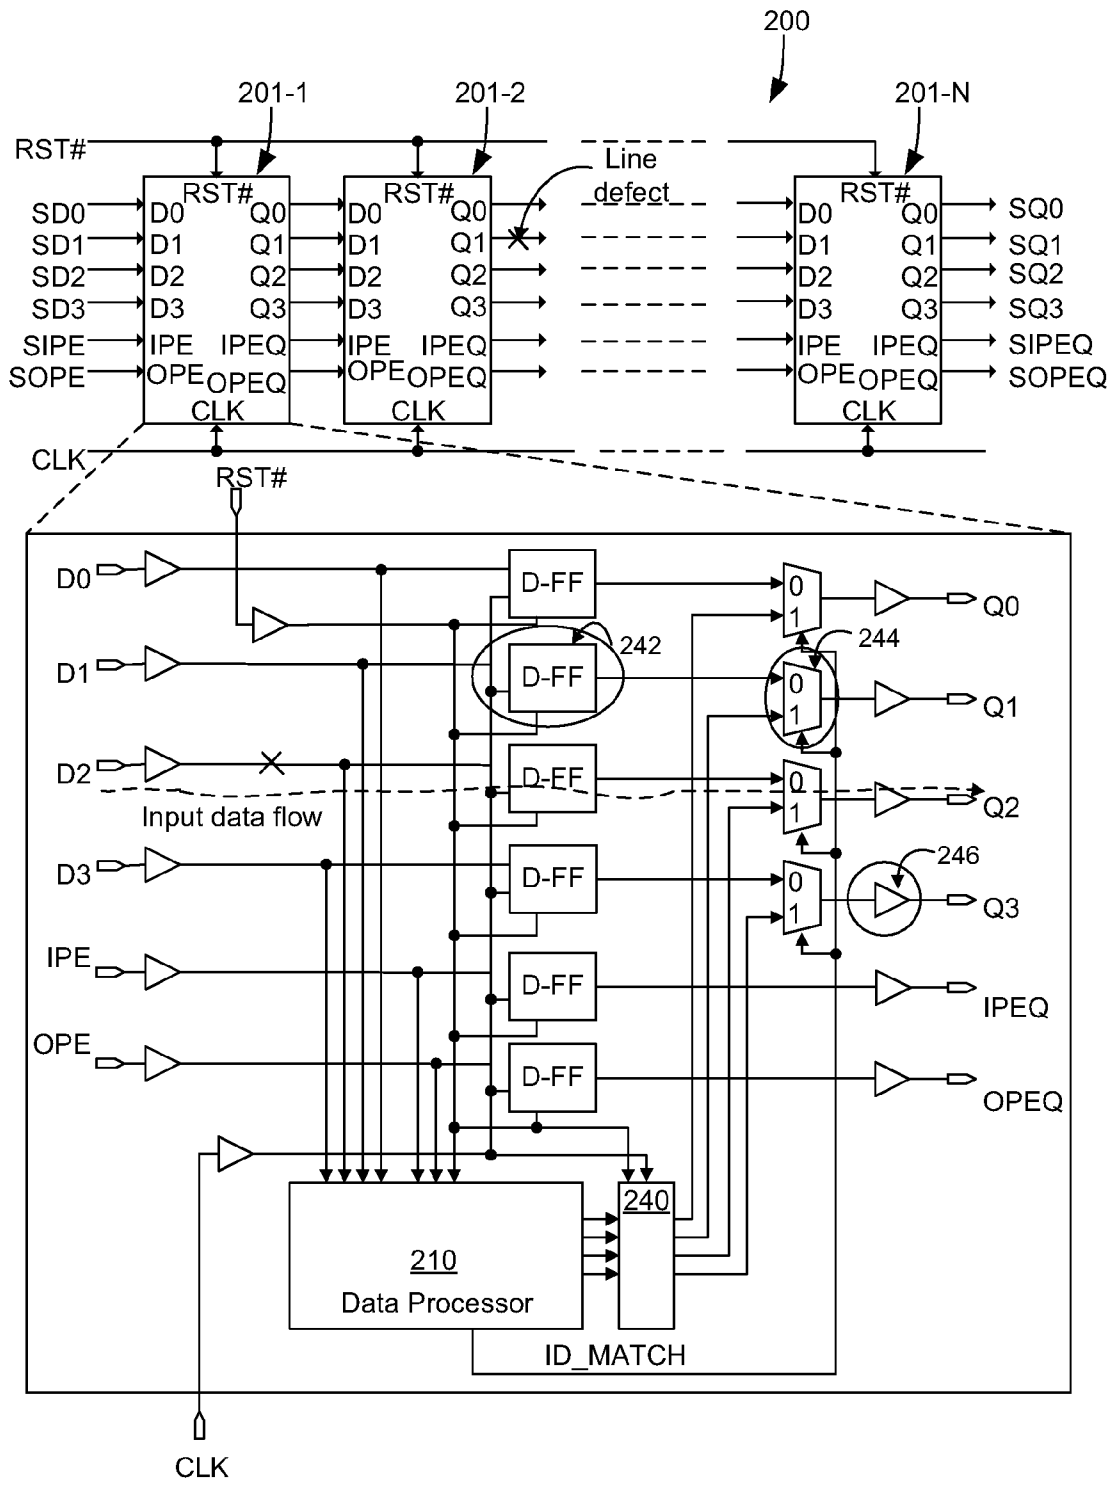 200
201-1
201-2
201-N
RST#
Line
defect
RST#
RST#
RST#
SD0
D0
Q0
D0
Q0
D0
Q0
SQ0
SD1
D1
Q1
D1
Q1
D1
Q1
SQ1
SD2
D2
Q2
D2
Q2
D2
Q2
SQ2
SD3
D3
Q3
D3
Q3
D3
Q3
SQ3
SIPE
IPE
IPEQ
IPE
IPEQ
IPE
IPEQ
SIPEQ
SOPE
OPE
OPEQ
OPE
OPEQ
OPE
OPEQ
SOPEQ
CLK
CLK
CLK
CLK
RST#
D0
D-FF
0
1
Q0
242
244
D1
D-FF
0
1
Q1
D2
D-FF
0
1
Q2
Input data flow
246
D3
D-FF
0
1
Q3
IPE
D-FF
IPEQ
OPE
D-FF
OPEQ
240
210
Data Processor
ID_MATCH
CLK